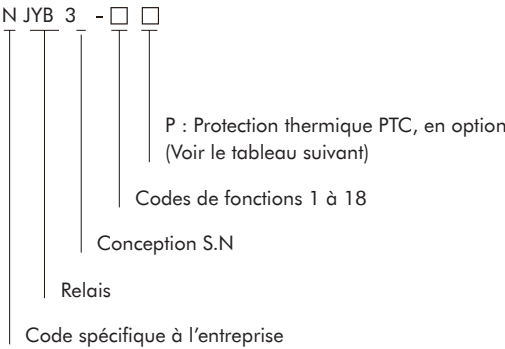 N JYB 3 - □ □
P : Protection thermique PTC, en option
(Voir le tableau suivant)
Codes de fonctions 1 à 18
Conception S.N
Relais
Code spécifique à l'entreprise